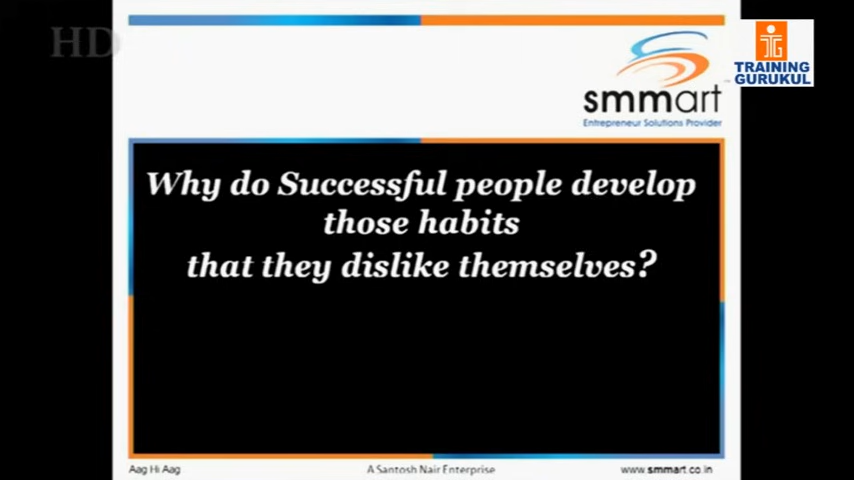 HD
TRAINING
GURUKUL
smmart
Entrepreneur Solutions Provider
Why do Successful people develop
those habits
that they dislike themselves?
Aag Hi Aag
A Santosh Nair Enterprise
www.smmart.co.in